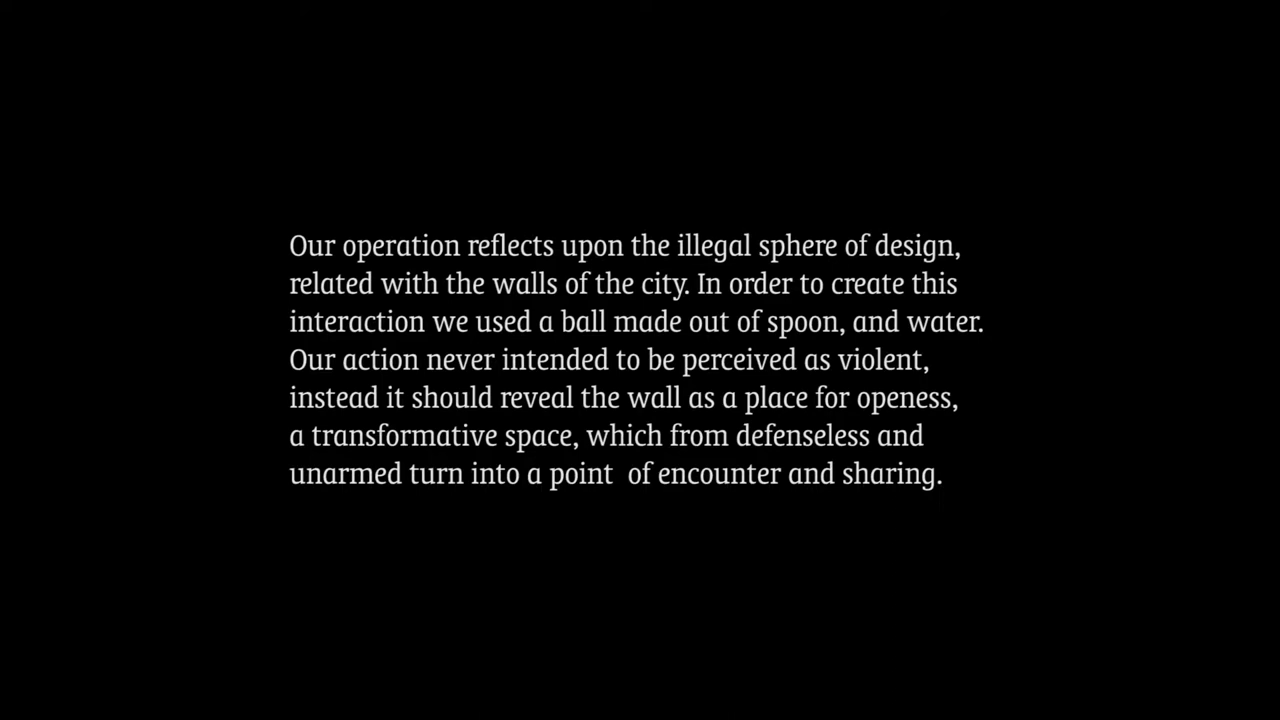 Our operation reflects upon the illegal sphere of design,
related with the walls of the city. In order to create this
interaction we used a ball made out of spoon, and water.
Our action never intended to be perceived as violent,
instead it should reveal the wall as a place for openess,
a transformative space, which from defenseless and
unarmed turn into a point  of encounter and sharing.